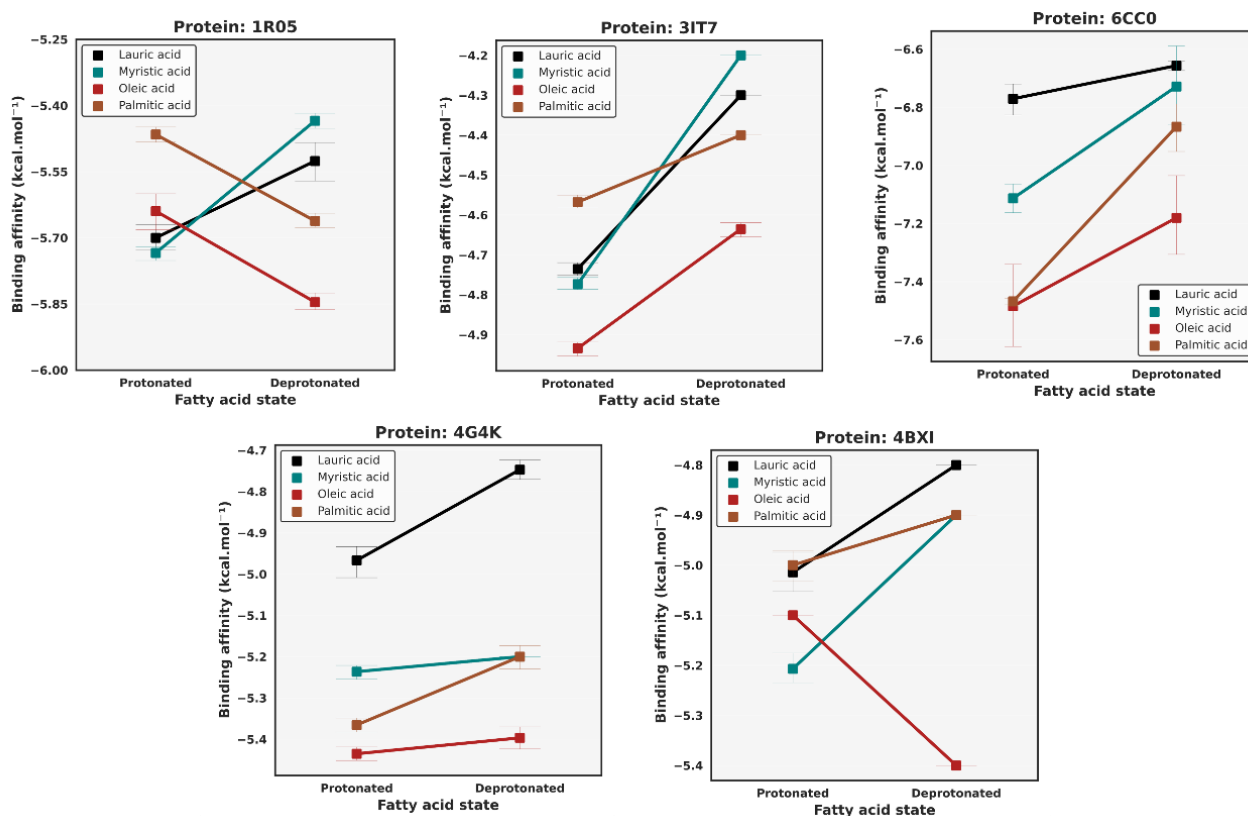 Protein: 1R05
Binding affinity (kcal.mol⁻¹)
−5.25
−5.40
−5.55
−5.70
−5.85
−6.00
Lauric acid
Myristic acid
Oleic acid
Palmitic acid
Protonated
Deprotonated
Fatty acid state
Protein: 3IT7
Binding affinity (kcal.mol⁻¹)
−4.2
−4.3
−4.4
−4.5
−4.6
−4.7
−4.8
−4.9
Lauric acid
Myristic acid
Oleic acid
Palmitic acid
Protonated
Deprotonated
Fatty acid state
Protein: 6CC0
Binding affinity (kcal.mol⁻¹)
−6.6
−6.8
−7.0
−7.2
−7.4
−7.6
Lauric acid
Myristic acid
Oleic acid
Palmitic acid
Protonated
Deprotonated
Fatty acid state
Protein: 4G4K
Binding affinity (kcal.mol⁻¹)
−4.7
−4.8
−4.9
−5.0
−5.1
−5.2
−5.3
−5.4
Lauric acid
Myristic acid
Oleic acid
Palmitic acid
Protonated
Deprotonated
Fatty acid state
Protein: 4BXI
Binding affinity (kcal.mol⁻¹)
−4.8
−4.9
−5.0
−5.1
−5.2
−5.3
−5.4
Lauric acid
Myristic acid
Oleic acid
Palmitic acid
Protonated
Deprotonated
Fatty acid state